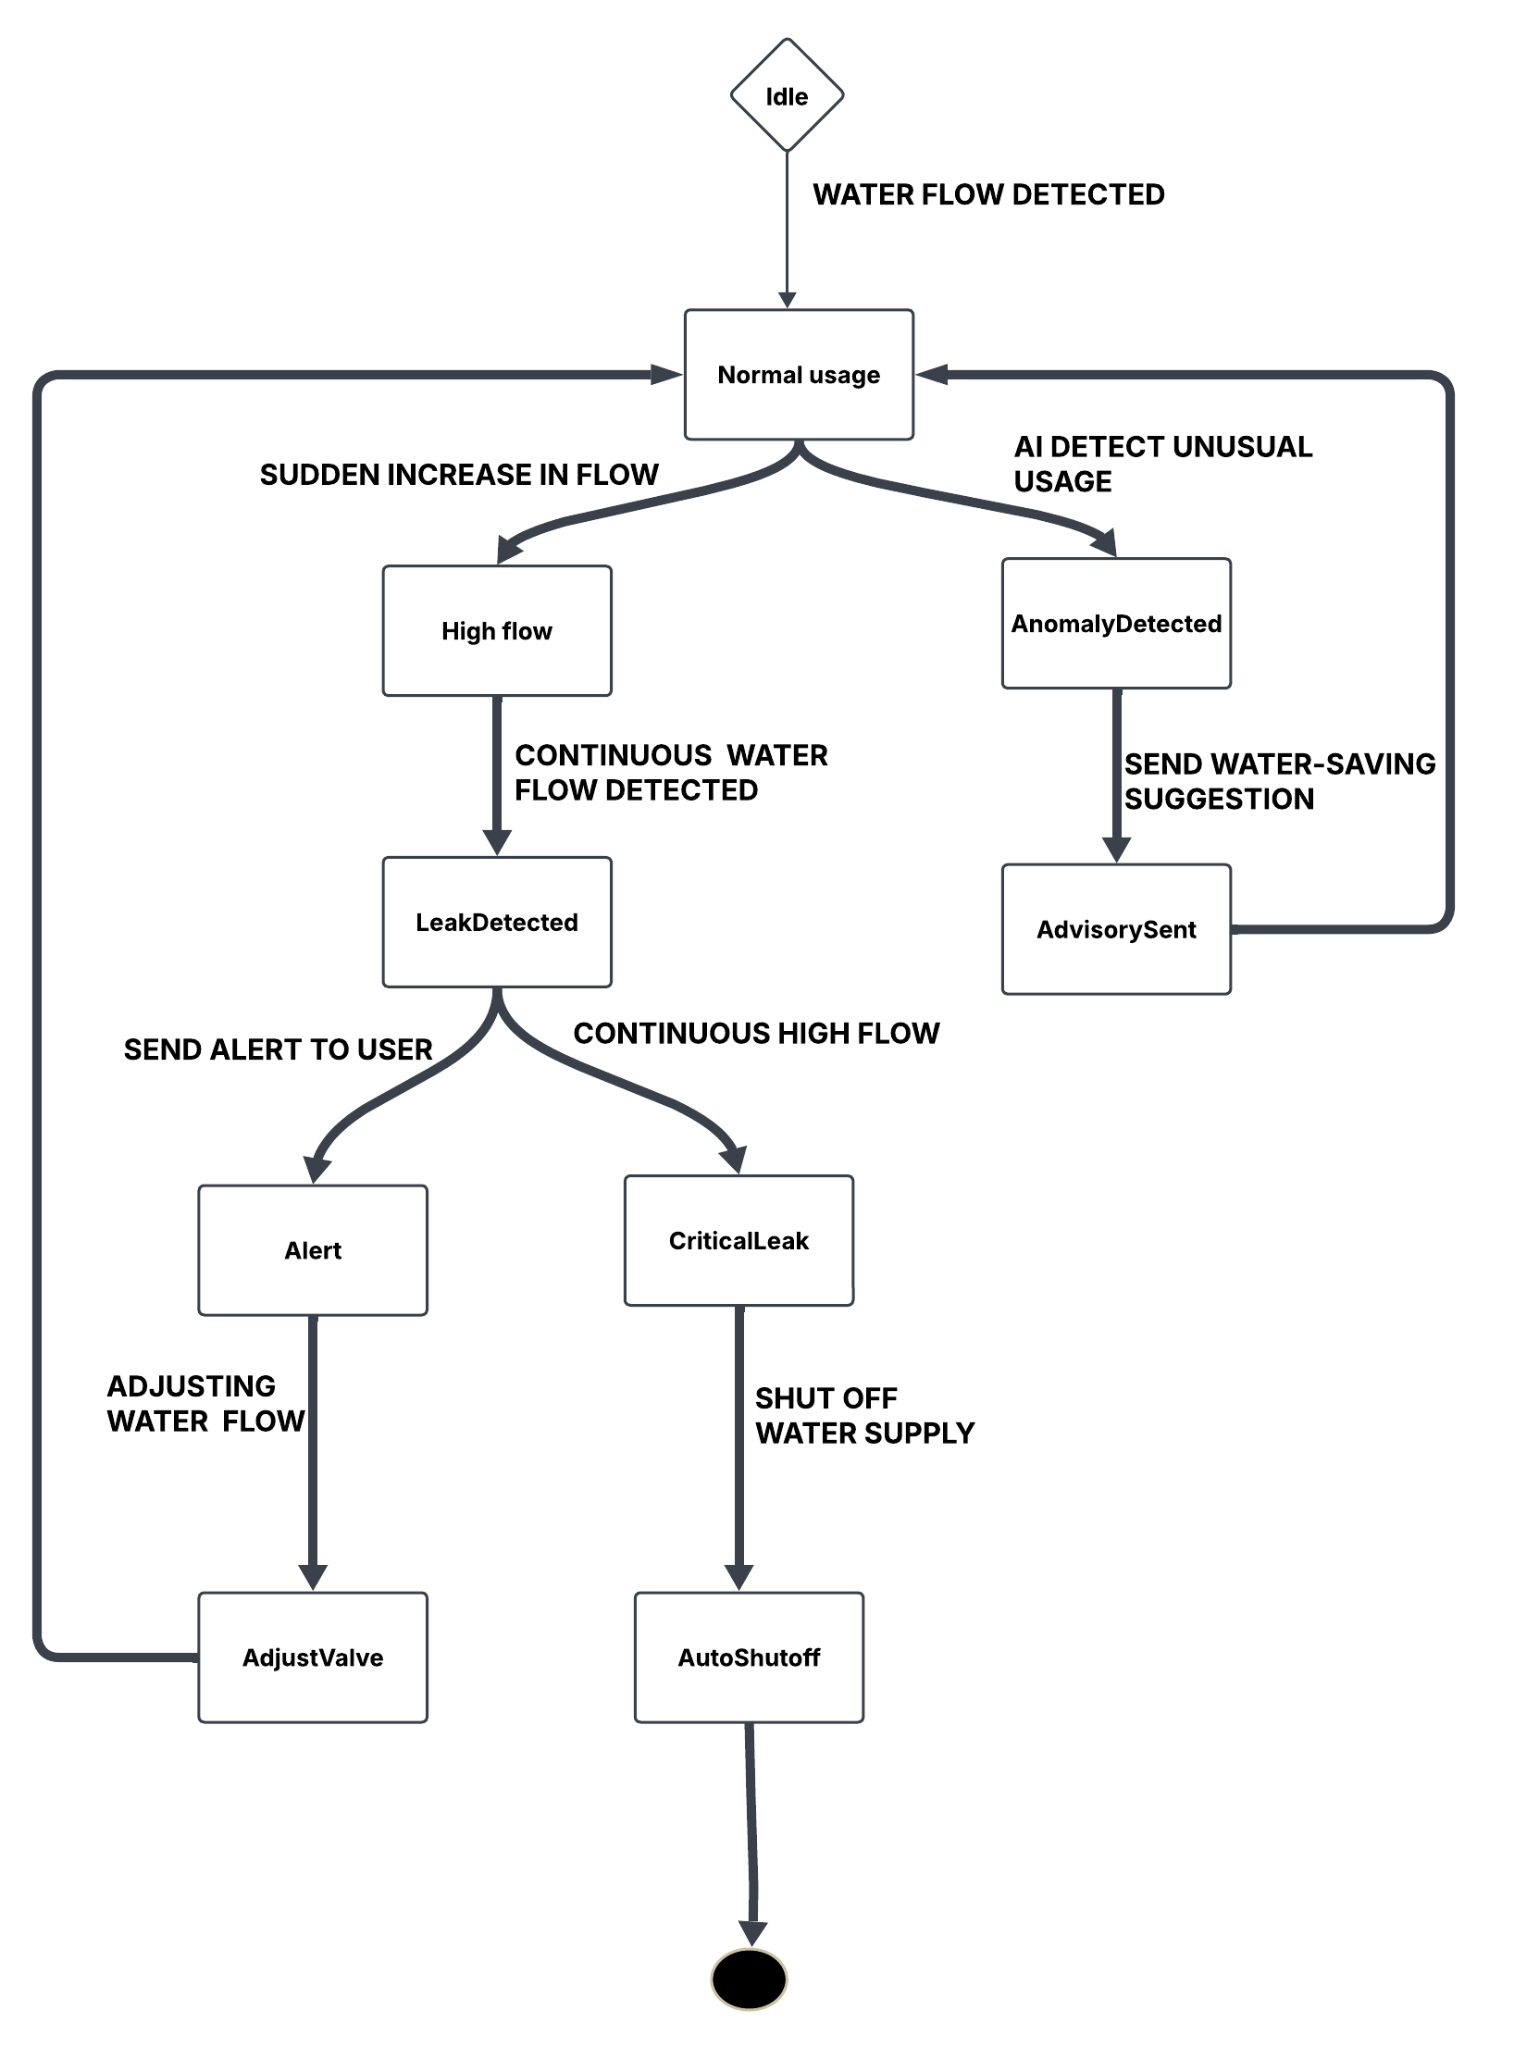 Idle
WATER FLOW DETECTED
Normal usage
SUDDEN INCREASE IN FLOW
AI DETECT UNUSUAL
USAGE
High flow
AnomalyDetected
CONTINUOUS  WATER
FLOW DETECTED
SEND WATER-SAVING
SUGGESTION
LeakDetected
AdvisorySent
SEND ALERT TO USER
CONTINUOUS HIGH FLOW
Alert
CriticalLeak
ADJUSTING
WATER  FLOW
SHUT OFF
WATER SUPPLY
AdjustValve
AutoShutoff